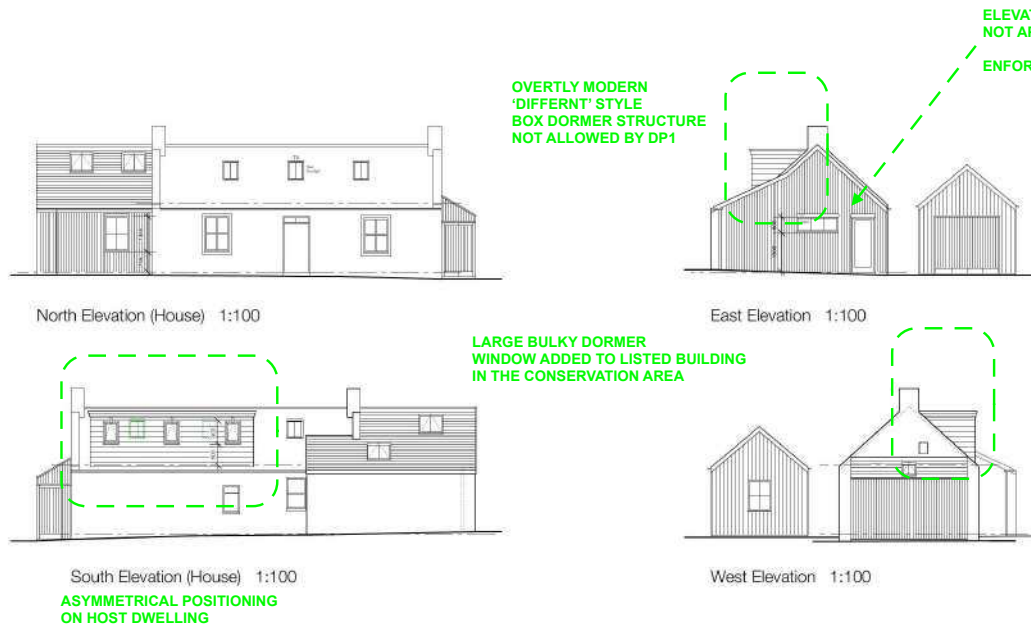 ELEVA
NOT A
ENFOR
OVERTLY MODERN
‘DIFFERNT’ STYLE
BOX DORMER STRUCTURE
NOT ALLOWED BY DP1
North Elevation (House) 1:100
East Elevation 1:100
LARGE BULKY DORMER
WINDOW ADDED TO LISTED BUILDING
IN THE CONSERVATION AREA
South Elevation (House) 1:100
West Elevation 1:100
ASYMMETRICAL POSITIONING
ON HOST DWELLING